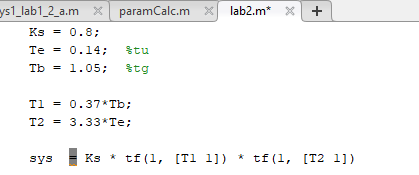 ys1_lab1_2_a.m × paramCalc.m × lab2.m* × +
Ks = 0.8;
Te = 0.14; %tu
Tb = 1.05; %tg
T1 = 0.37*Tb;
T2 = 3.33*Te;
sys = Ks * tf(1, [T1 1]) * tf(1, [T2 1])